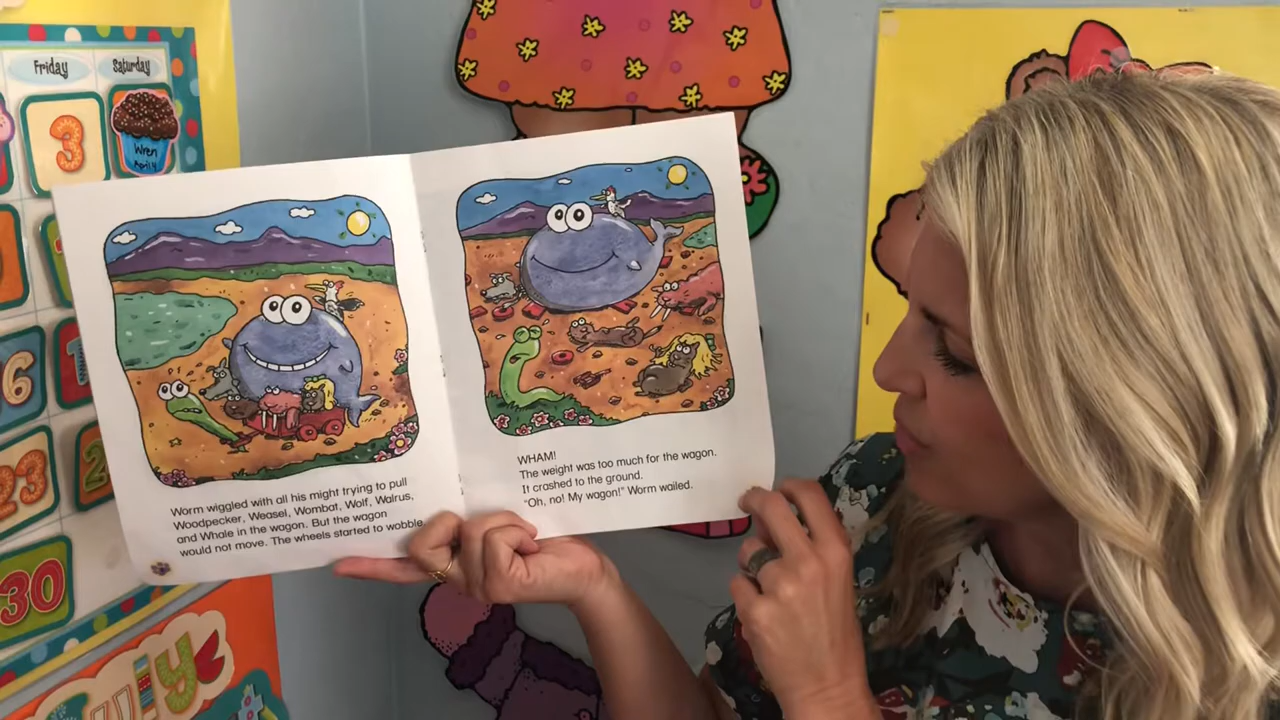 Friday Saturday
3
Wren
April 4
6
23
2
30
July
Worm wiggled with all his might trying to pull
Woodpecker, Weasel, Wombat, Wolf, Walrus,
and Whale in the wagon. But the wagon
would not move. The wheels started to wobble
WHAM!
The weight was too much for the wagon.
It crashed to the ground.
"Oh, no! My wagon!" Worm wailed.